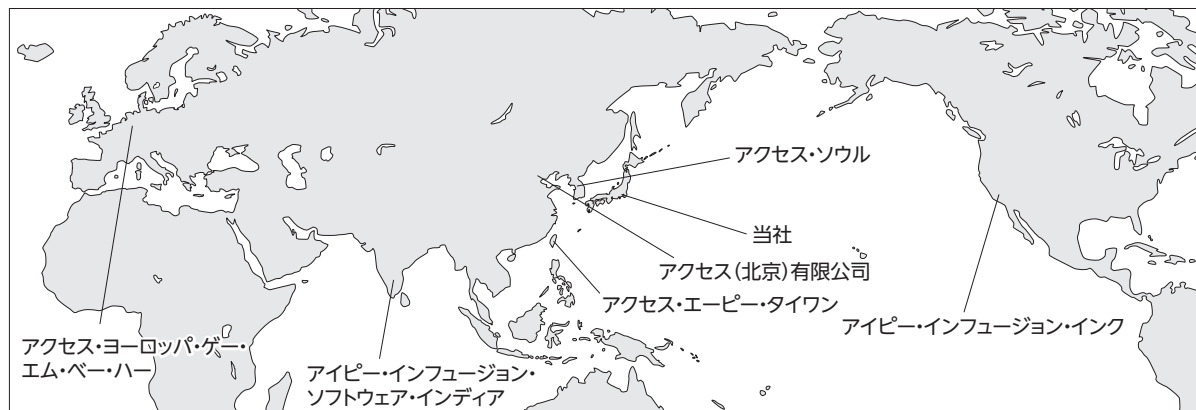 アクセス・ソウル
当社
アクセス(北京)有限公司
アクセス・エーピー・タイワン
アイピー・インフュージョン・インク
アクセス・ヨーロッパ・ゲー・
エム・ベー・ハー
アイピー・インフュージョン・
ソフトウェア・インディア